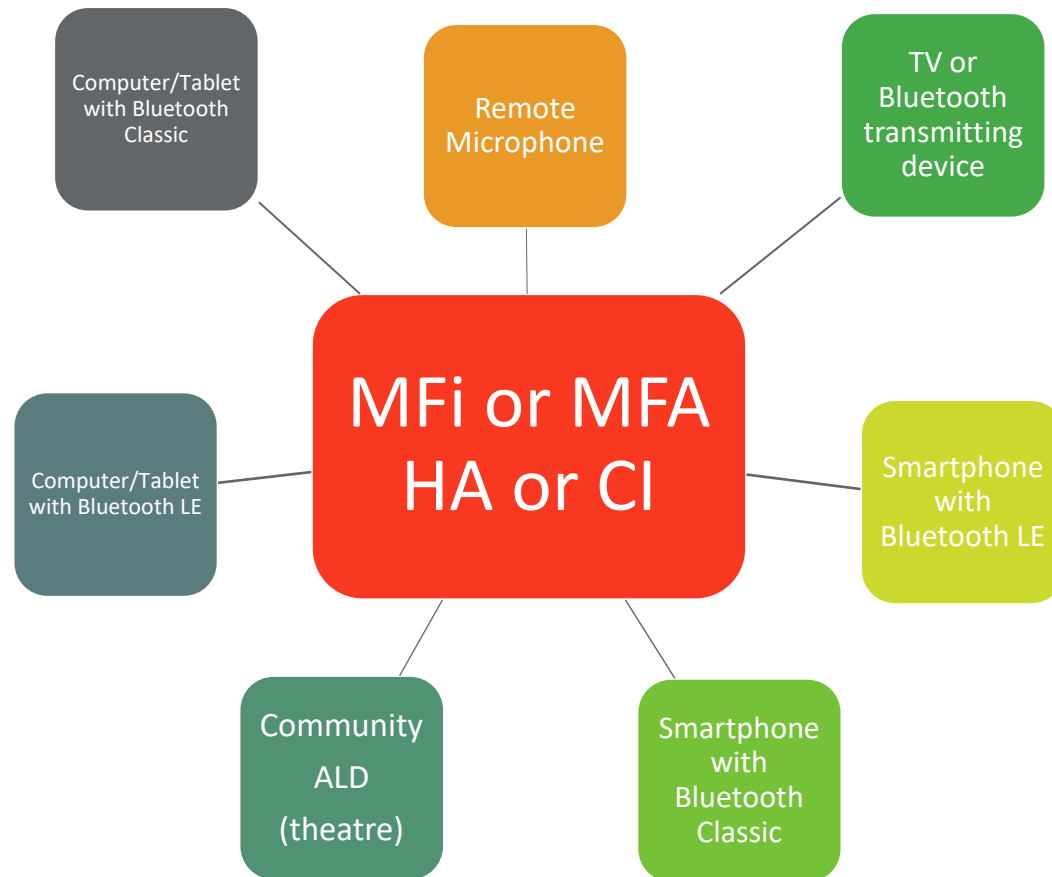 Computer/Tablet
with Bluetooth
Classic
Remote
Microphone
TV or
Bluetooth
transmitting
device
MFi or MFA
HA or CI
Computer/Tablet
with Bluetooth LE
Smartphone
with
Bluetooth LE
Community
ALD
(theatre)
Smartphone
with
Bluetooth
Classic